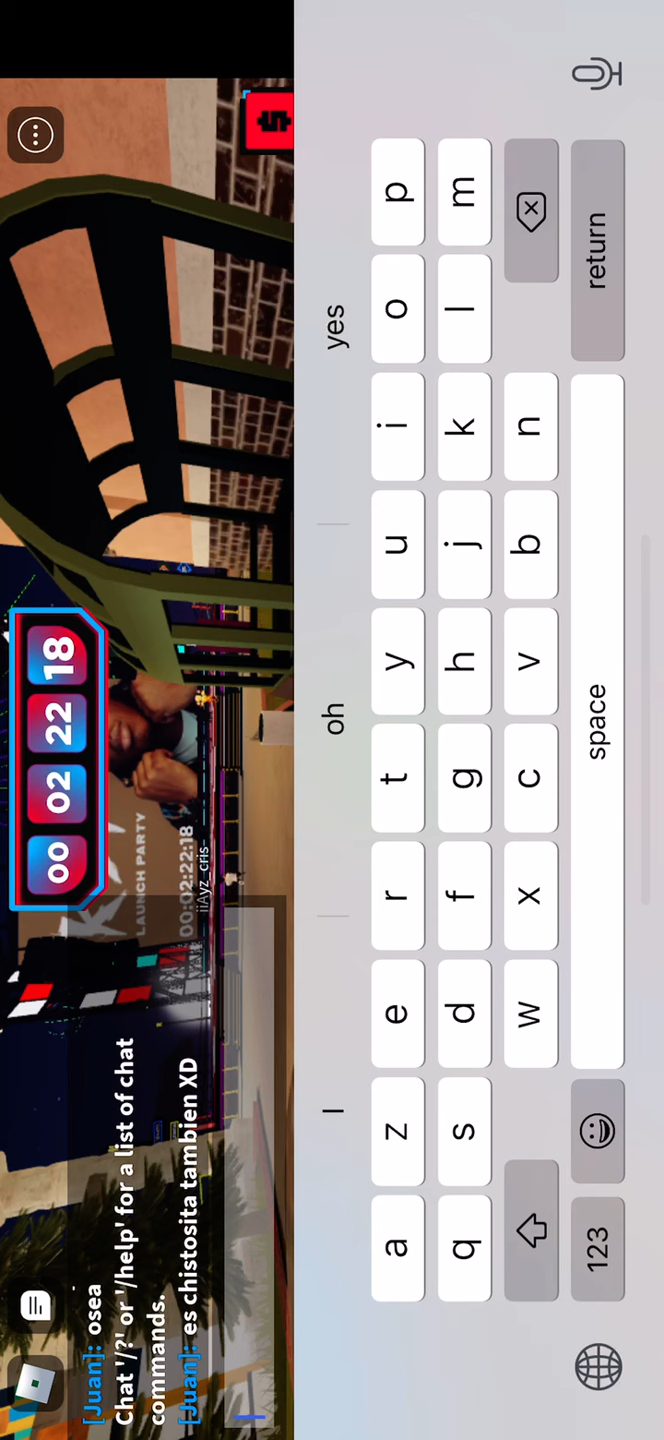 00 02 22 18
LAUNCH PARTY
00:02:22:18
iiAyz_cris-
[Juan]: osea
Chat '/?' or '/help' for a list of chat
commands.
[Juan]: es chistosita tambien XD
I oh yes
a z e r t y u i o p
q s d f g h j k l m
w x c v b n
123 space return